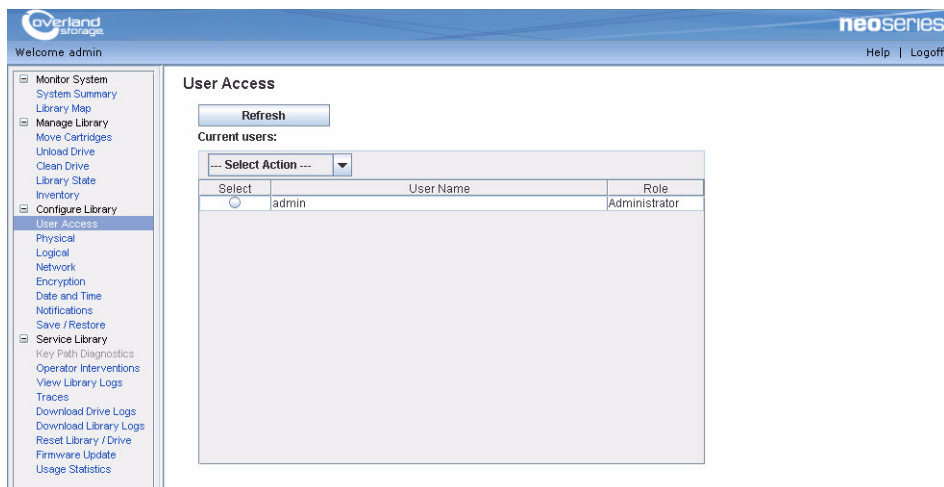 overland
storage
neoseries
Welcome admin
Help | Logoff
Monitor System
System Summary
Library Map
Manage Library
Move Cartridges
Unload Drive
Clean Drive
Library State
Inventory
Configure Library
User Access
Physical
Logical
Network
Encryption
Date and Time
Notifications
Save / Restore
Service Library
Key Path Diagnostics
Operator Interventions
View Library Logs
Traces
Download Drive Logs
Download Library Logs
Reset Library / Drive
Firmware Update
Usage Statistics
User Access
Refresh
Current users:
--- Select Action ---
Select User Name Role
admin Administrator